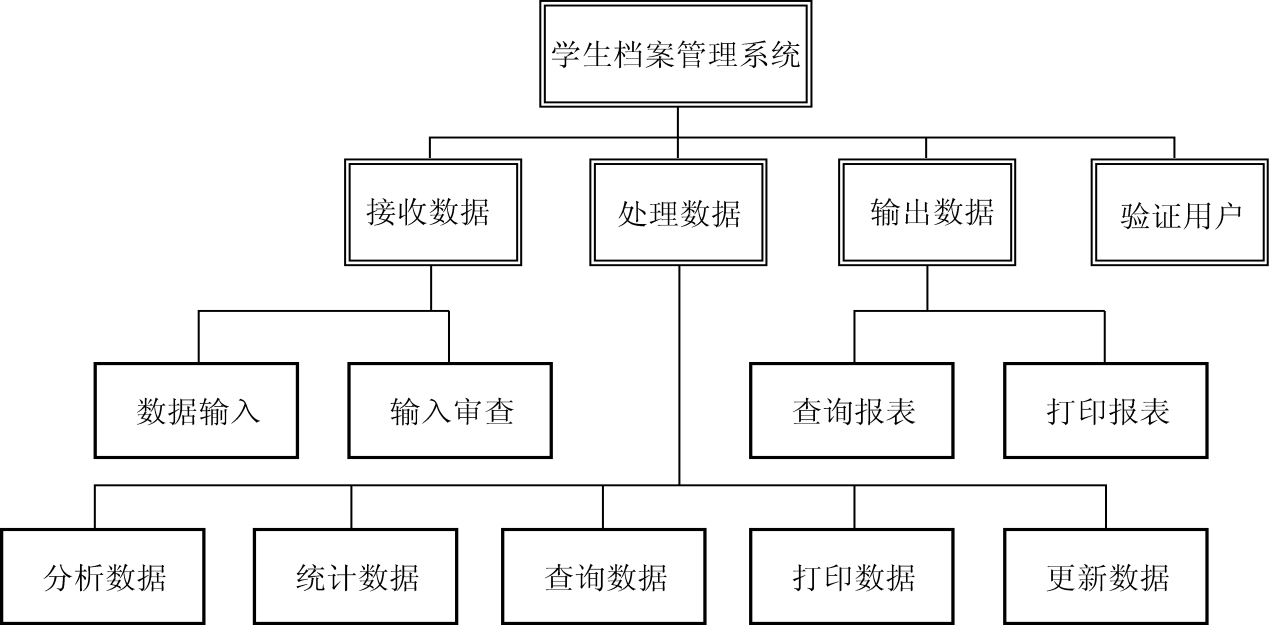 学生档案管理系统
接收数据
处理数据
输出数据
验证用户
数据输入
输入审查
查询报表
打印报表
分析数据
统计数据
查询数据
打印数据
更新数据